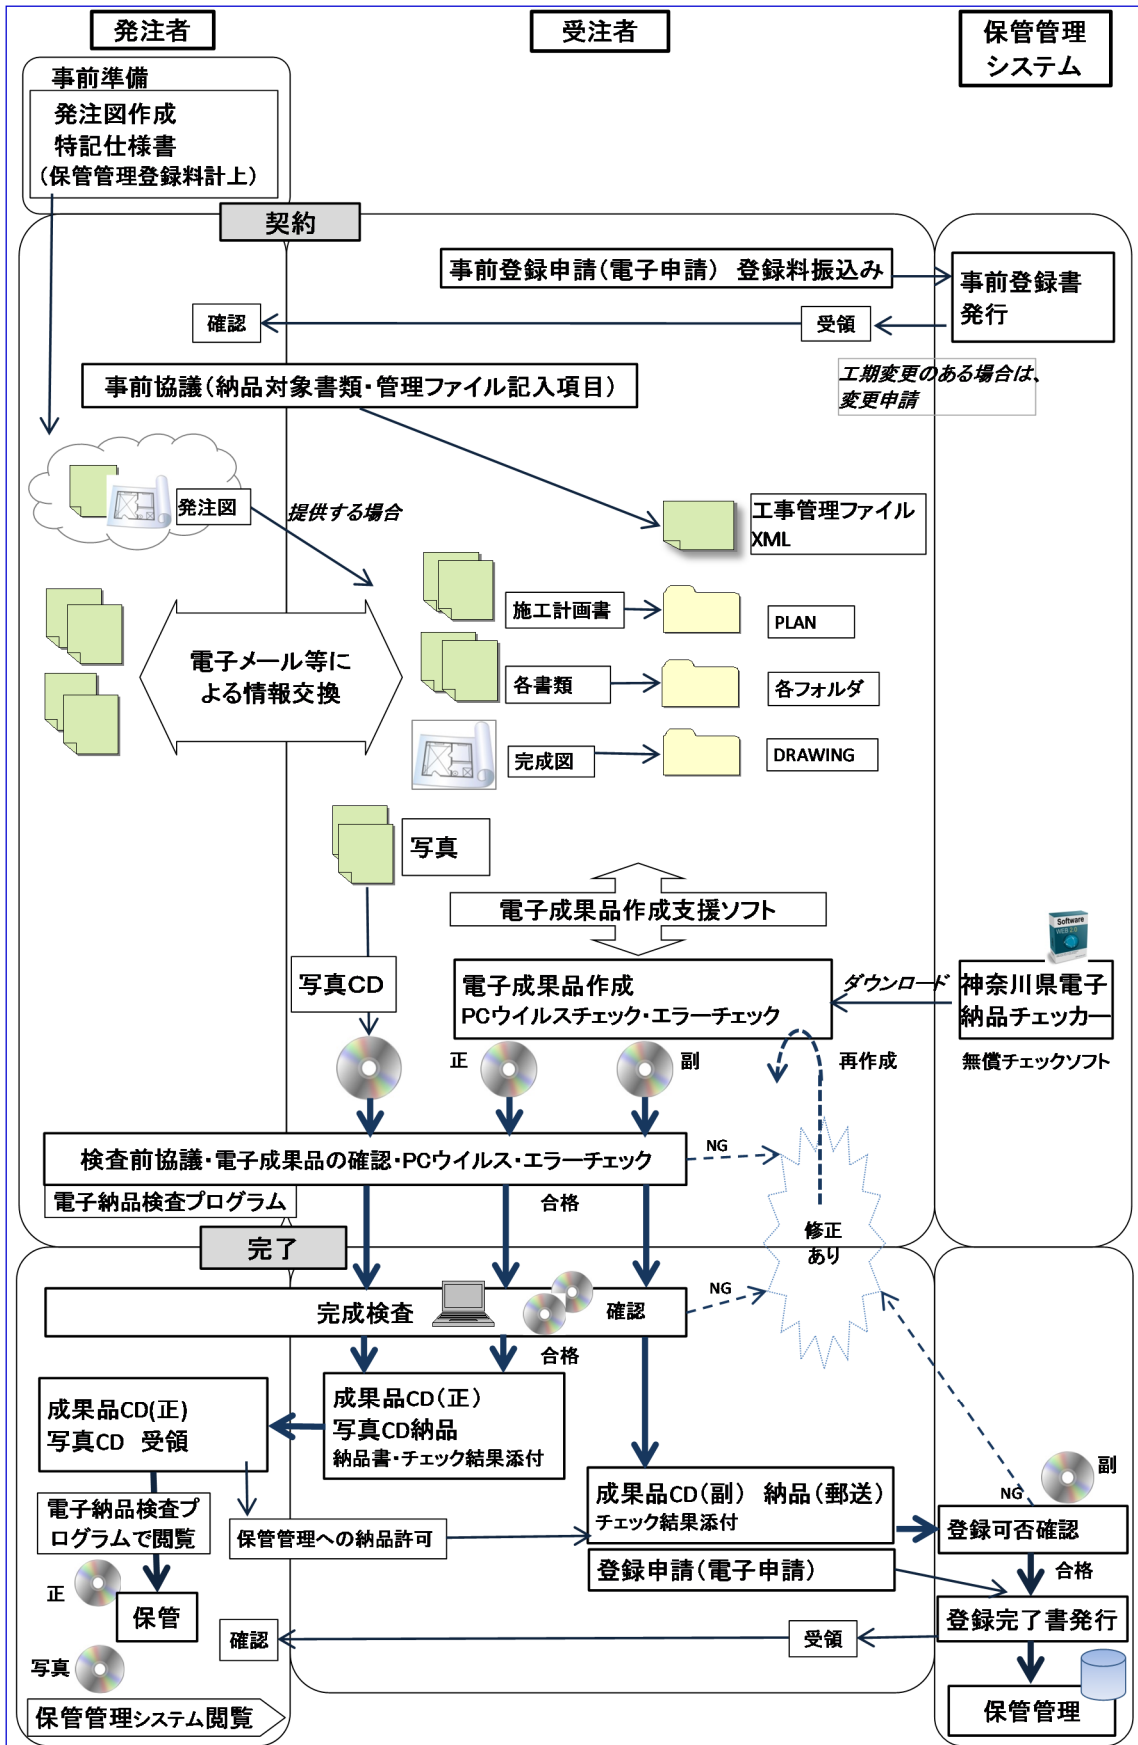 発注者
受注者
保管管理
システム
事前準備
発注図作成
特記仕様書
(保管管理登録料計上)
契約
事前登録申請(電子申請) 登録料振込み
事前登録書
発行
確認
受領
工期変更のある場合は、
変更申請
事前協議(納品対象書類・管理ファイル記入項目)
発注図
提供する場合
工事管理ファイル
XML
施工計画書
PLAN
電子メール等に
よる情報交換
各書類
各フォルダ
完成図
DRAWING
写真
電子成果品作成支援ソフト
Software
WEB 2.0
写真CD
電子成果品作成
PCウイルスチェック・エラーチェック
ダウンロード
神奈川県電子
納品チェッカー
無償チェックソフト
正
副
再作成
検査前協議・電子成果品の確認・PCウイルス・エラーチェック
NG
電子納品検査プログラム
合格
修正
あり
完了
完成検査
確認
NG
合格
成果品CD(正)
写真CD 受領
成果品CD(正)
写真CD納品
納品書・チェック結果添付
副
NG
電子納品検査プ
ログラムで閲覧
保管管理への納品許可
成果品CD(副) 納品(郵送)
チェック結果添付
登録可否確認
登録申請(電子申請)
合格
正
保管
登録完了書発行
確認
受領
写真
保管管理システム閲覧
保管管理